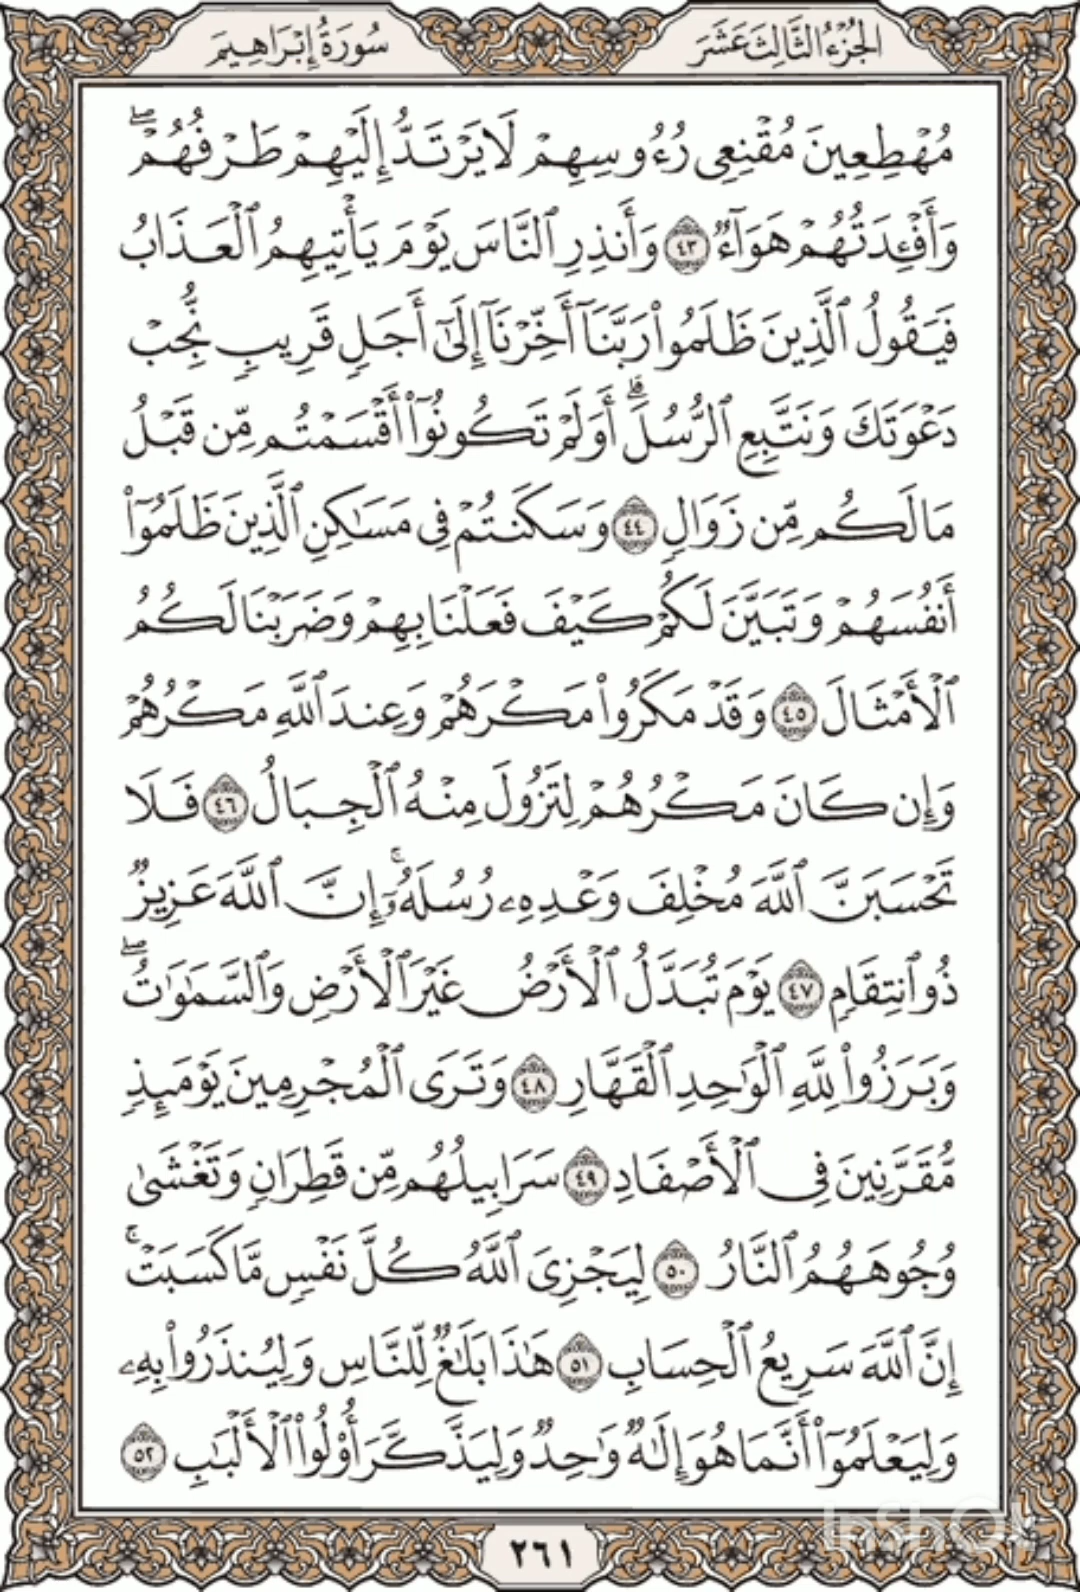 الجزء الثالث عشر
سورة إبراهيم
مُهْطِعِينَ مُقْنِعِى رُءُوسِهِمْ لَا يَرْتَدُّ إِلَيْهِمْ طَرْفُهُمْ ۖ
وَأَفْـِٔدَتُهُمْ هَوَآءٌ ٤٣ وَأَنذِرِ ٱلنَّاسَ يَوْمَ يَأْتِيهِمُ ٱلْعَذَابُ
فَيَقُولُ ٱلَّذِينَ ظَلَمُوا۟ رَبَّنَآ أَخِّرْنَآ إِلَىٰٓ أَجَلٍ قَرِيبٍ نُّجِبْ
دَعْوَتَكَ وَنَتَّبِعِ ٱلرُّسُلَ ۗ أَوَلَمْ تَكُونُوٓا۟ أَقْسَمْتُم مِّن قَبْلُ
مَا لَكُم مِّن زَوَالٍ ٤٤ وَسَكَنتُمْ فِى مَسَـٰكِنِ ٱلَّذِينَ ظَلَمُوٓا۟
أَنفُسَهُمْ وَتَبَيَّنَ لَكُمْ كَيْفَ فَعَلْنَا بِهِمْ وَضَرَبْنَا لَكُمُ
ٱلْأَمْثَالَ ٤٥ وَقَدْ مَكَرُوا۟ مَكْرَهُمْ وَعِندَ ٱللَّهِ مَكْرُهُمْ
وَإِن كَانَ مَكْرُهُمْ لِتَزُولَ مِنْهُ ٱلْجِبَالُ ٤٦ فَلَا
تَحْسَبَنَّ ٱللَّهَ مُخْلِفَ وَعْدِهِۦ رُسُلَهُۥٓ ۚ إِنَّ ٱللَّهَ عَزِيزٌ
ذُو ٱنتِقَامٍ ٤٧ يَوْمَ تُبَدَّلُ ٱلْأَرْضُ غَيْرَ ٱلْأَرْضِ وَٱلسَّمَـٰوَٰتُ ۖ
وَبَرَزُوا۟ لِلَّهِ ٱلْوَٰحِدِ ٱلْقَهَّارِ ٤٨ وَتَرَى ٱلْمُجْرِمِينَ يَوْمَئِذٍ
مُّقَرَّنِينَ فِى ٱلْأَصْفَادِ ٤٩ سَرَابِيلُهُم مِّن قَطِرَانٍ وَتَغْشَىٰ
وُجُوهَهُمُ ٱلنَّارُ ٥٠ لِيَجْزِىَ ٱللَّهُ كُلَّ نَفْسٍ مَّا كَسَبَتْ ۚ
إِنَّ ٱللَّهَ سَرِيعُ ٱلْحِسَابِ ٥١ هَـٰذَا بَلَـٰغٌ لِّلنَّاسِ وَلِيُنذَرُوا۟ بِهِۦ
وَلِيَعْلَمُوٓا۟ أَنَّمَا هُوَ إِلَـٰهٌ وَٰحِدٌ وَلِيَذَّكَّرَ أُو۟لُوا۟ ٱلْأَلْبَـٰبِ ٥٢
٢٦١
InShOt